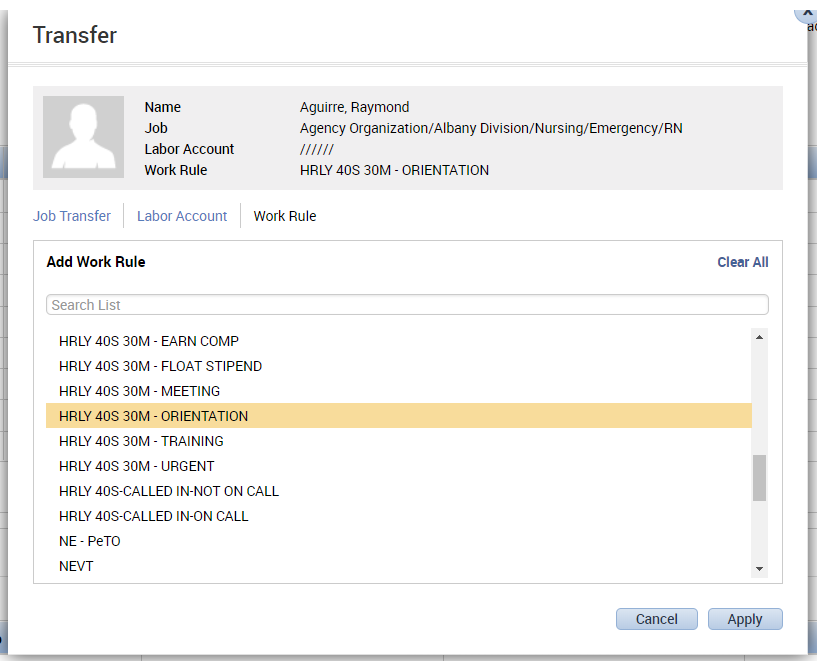 Transfer
Name Aguirre, Raymond
Job Agency Organization/Albany Division/Nursing/Emergency/RN
Labor Account //////
Work Rule HRLY 40S 30M - ORIENTATION
Job Transfer Labor Account Work Rule
Add Work Rule Clear All
Search List
HRLY 40S 30M - EARN COMP
HRLY 40S 30M - FLOAT STIPEND
HRLY 40S 30M - MEETING
HRLY 40S 30M - ORIENTATION
HRLY 40S 30M - TRAINING
HRLY 40S 30M - URGENT
HRLY 40S-CALLED IN-NOT ON CALL
HRLY 40S-CALLED IN-ON CALL
NE - PeTO
NEVT
Cancel Apply